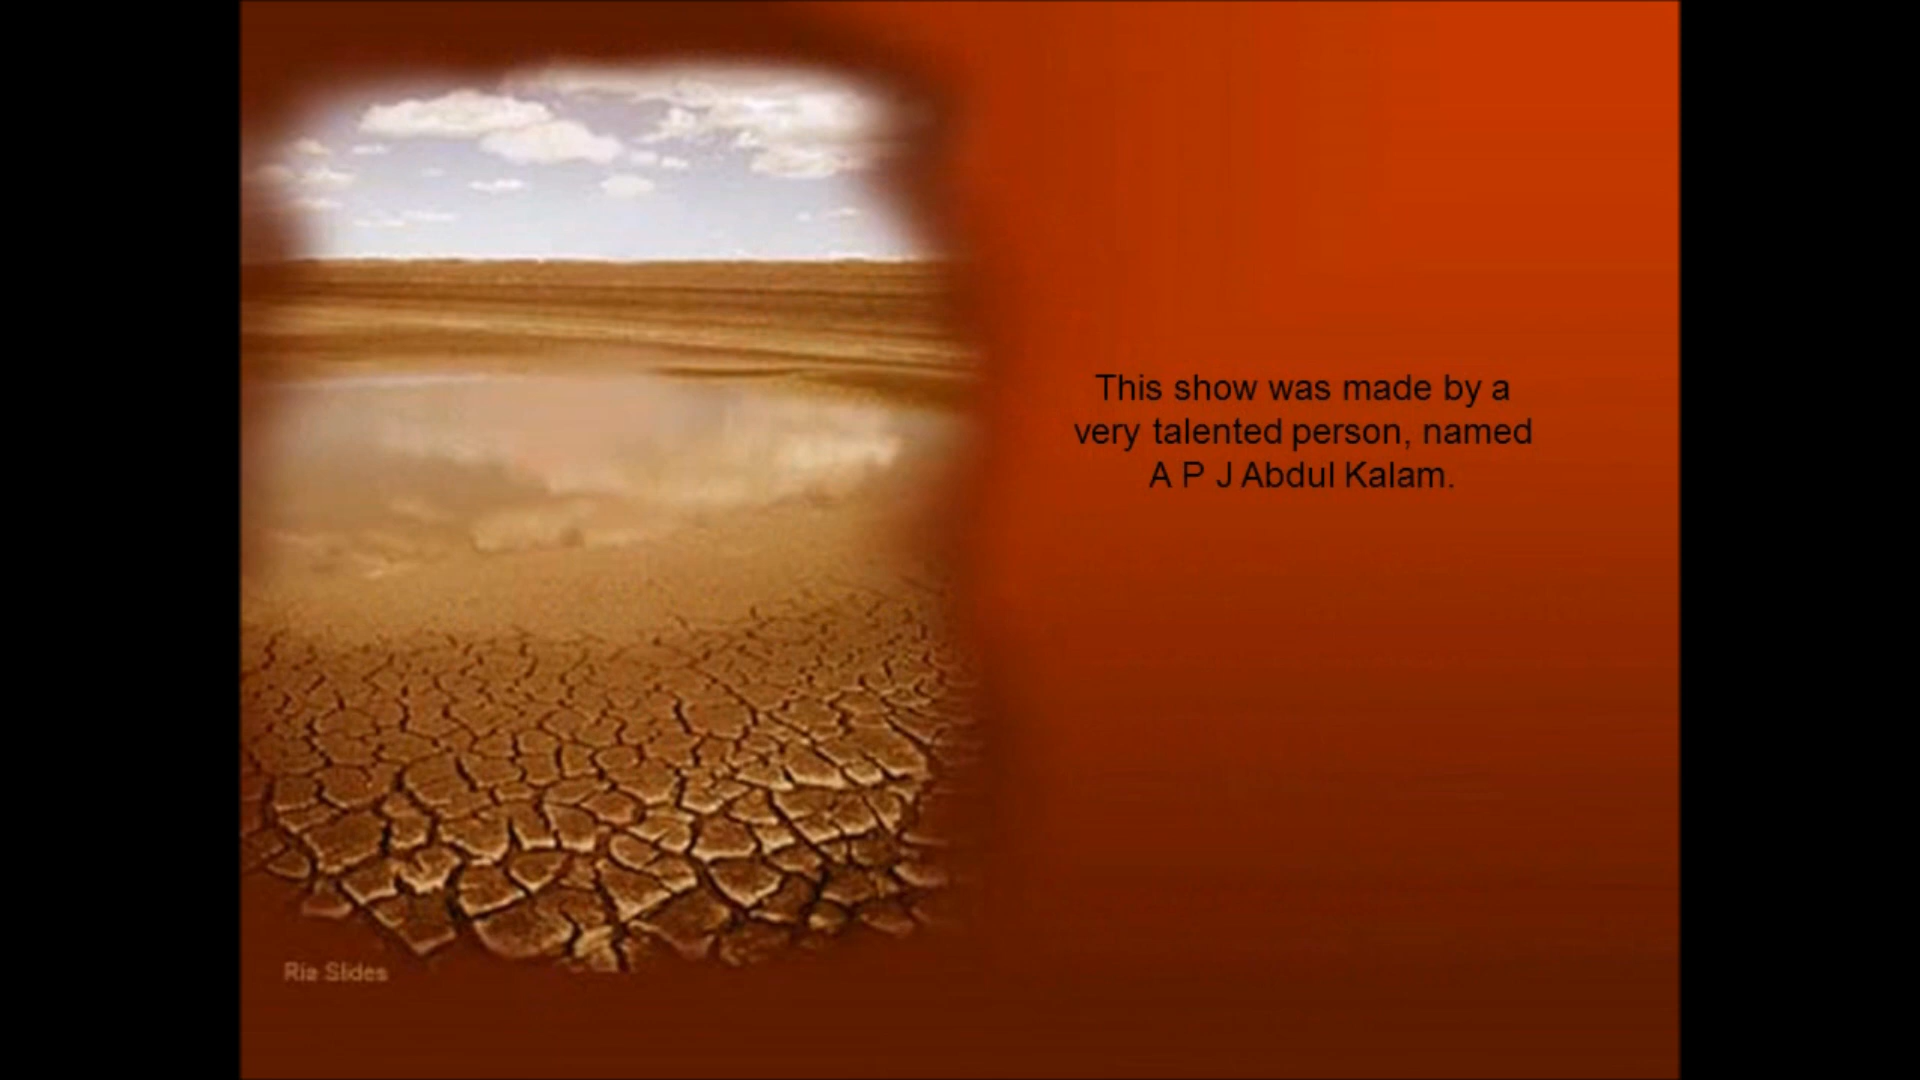 This show was made by a
very talented person, named
A P J Abdul Kalam.
Ria Slides